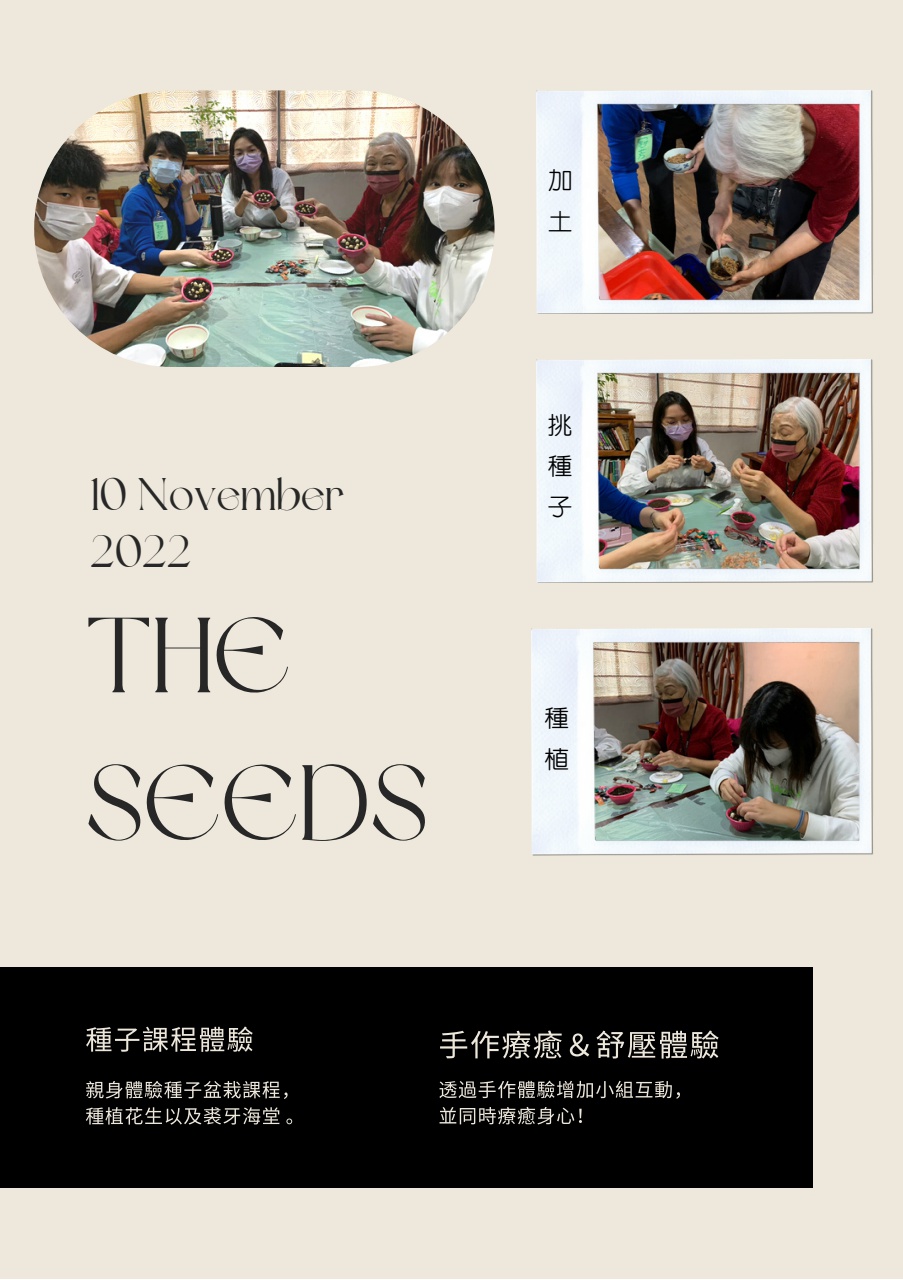 加
土
10 November
2022
挑
種
子
THE
SEEDS
種
植
種子課程體驗
親身體驗種子盆栽課程，
種植花生以及裘牙海堂。
手作療癒＆舒壓體驗
透過手作體驗增加小組互動，
並同時療癒身心！